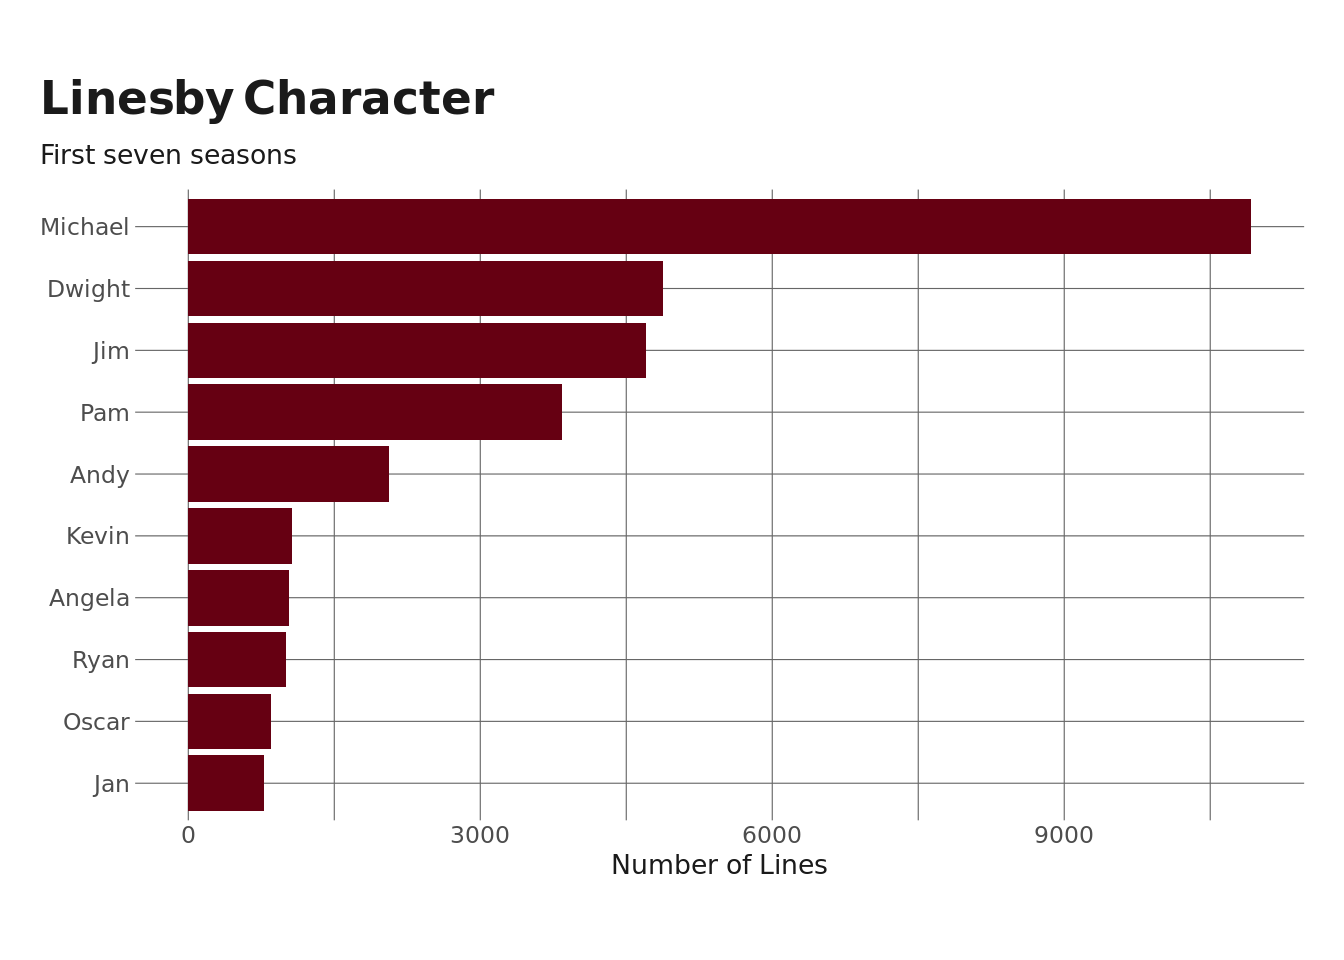 Linesby Character
First seven seasons
Michael
Dwight
Jim
Pam
Andy
Kevin
Angela
Ryan
Oscar
Jan
0 3000 6000 9000
Number of Lines